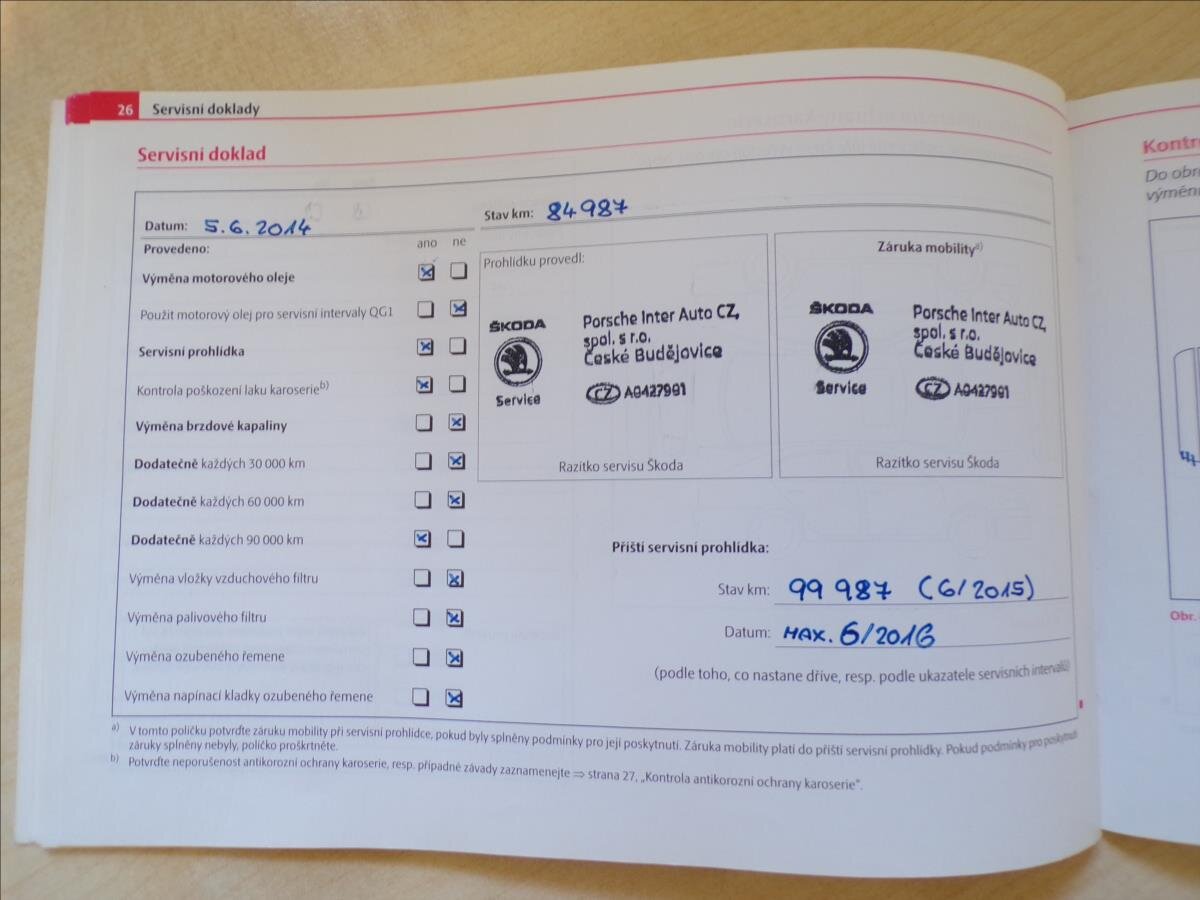 26 Servisní doklady
Servisní doklad
Datum: 5.6.2014
Stav km: 84987
Provedeno: ano ne
Výměna motorového oleje
Použit motorový olej pro servisní intervaly QG1
Servisní prohlídka
Kontrola poškození laku karoserieb)
Výměna brzdové kapaliny
Dodatečně každých 30 000 km
Dodatečně každých 60 000 km
Dodatečně každých 90 000 km
Výměna vložky vzduchového filtru
Výměna palivového filtru
Výměna ozubeného řemene
Výměna napínací kladky ozubeného řemene
Prohlídku provedl:
ŠKODA
Service
Porsche Inter Auto CZ,
spol. s r.o.
České Budějovice
CZ A0427901
Razítko servisu Škoda
Záruka mobilitya)
ŠKODA
Service
Porsche Inter Auto CZ,
spol. s r.o.
České Budějovice
CZ A0427901
Razítko servisu Škoda
Příští servisní prohlídka:
Stav km: 99 987 (6/2015)
Datum: MAX. 6/2016
(podle toho, co nastane dříve, resp. podle ukazatele servisních intervalů)
a) V tomto políčku potvrďte záruku mobility při servisní prohlídce, pokud byly splněny podmínky pro její poskytnutí. Záruka mobility platí do příští servisní prohlídky. Pokud podmínky pro poskytnutí
záruky splněny nebyly, políčko proškrtněte.
b) Potvrďte neporušenost antikorozní ochrany karoserie, resp. případné závady zaznamenejte ⇒ strana 27, „Kontrola antikorozní ochrany karoserie“.
Kontr
Do obr
výměni
Obr.